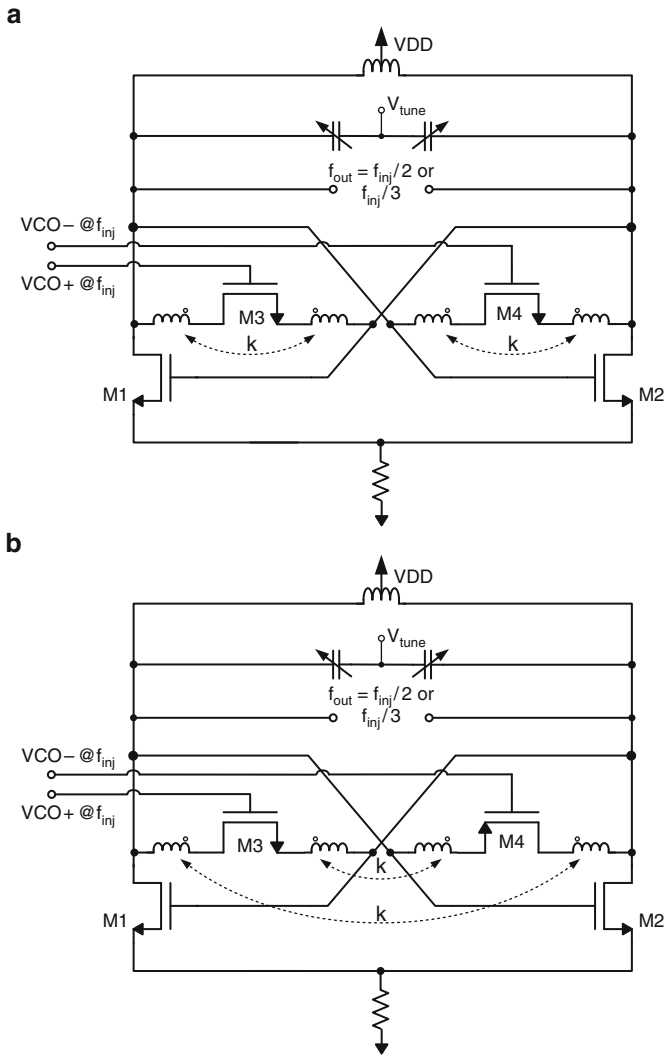 a
VDD
V_tune
f_out = f_inj/2 or
f_inj/3
VCO− @f_inj
VCO+ @f_inj
M3
M4
k
k
M1
M2
b
VDD
V_tune
f_out = f_inj/2 or
f_inj/3
VCO− @f_inj
VCO+ @f_inj
M3
M4
k
k
M1
M2